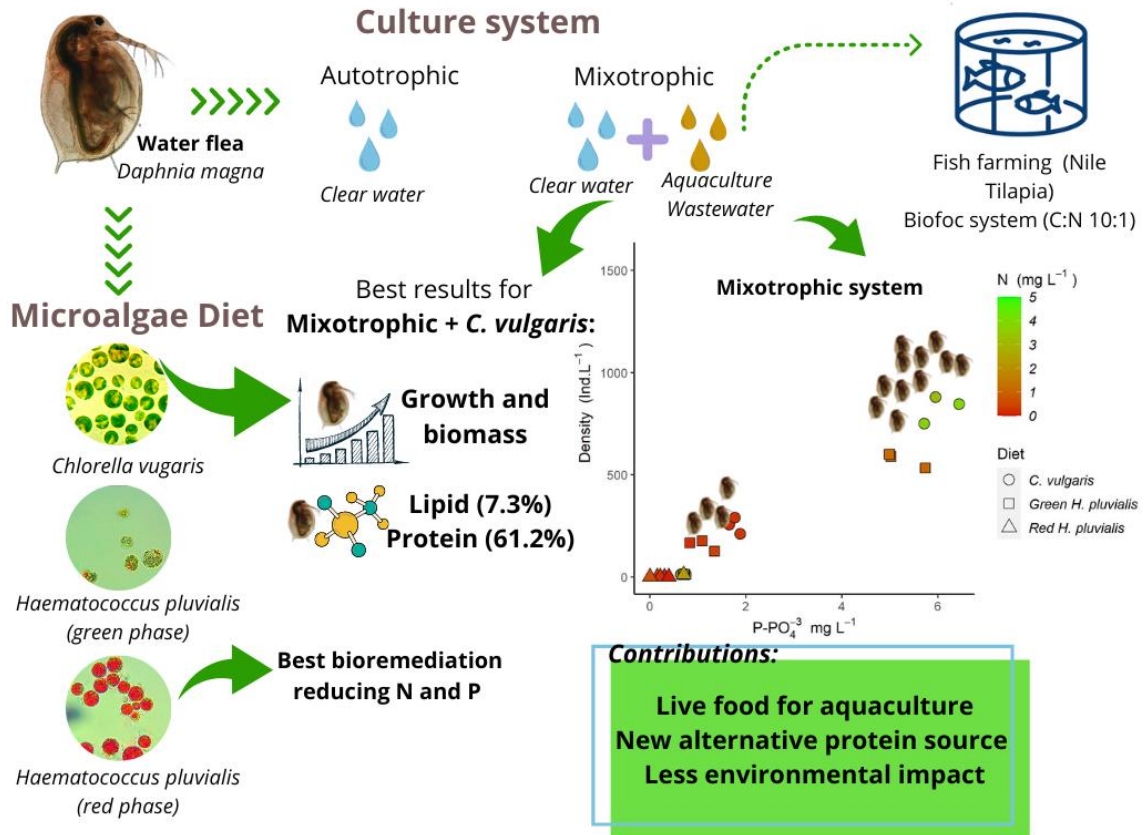 Culture system
Autotrophic
Mixotrophic
Water flea
Daphnia magna
Clear water
Clear water
Aquaculture
Wastewater
Fish farming (Nile
Tilapia)
Biofoc system (C:N 10:1)
Microalgae Diet
Chlorella vugaris
Haematococcus pluvialis
(green phase)
Haematococcus pluvialis
(red phase)
Best results for
Mixotrophic + C. vulgaris:
Growth and
biomass
Lipid (7.3%)
Protein (61.2%)
Best bioremediation
reducing N and P
Mixotrophic system
Density (Ind.L⁻¹)
1500
1000
500
0
0 2 4 6
P-PO₄⁻³ mg L⁻¹
N (mg L⁻¹)
5
4
3
2
1
0
Diet
C. vulgaris
Green H. pluvialis
Red H. pluvialis
Contributions:
Live food for aquaculture
New alternative protein source
Less environmental impact